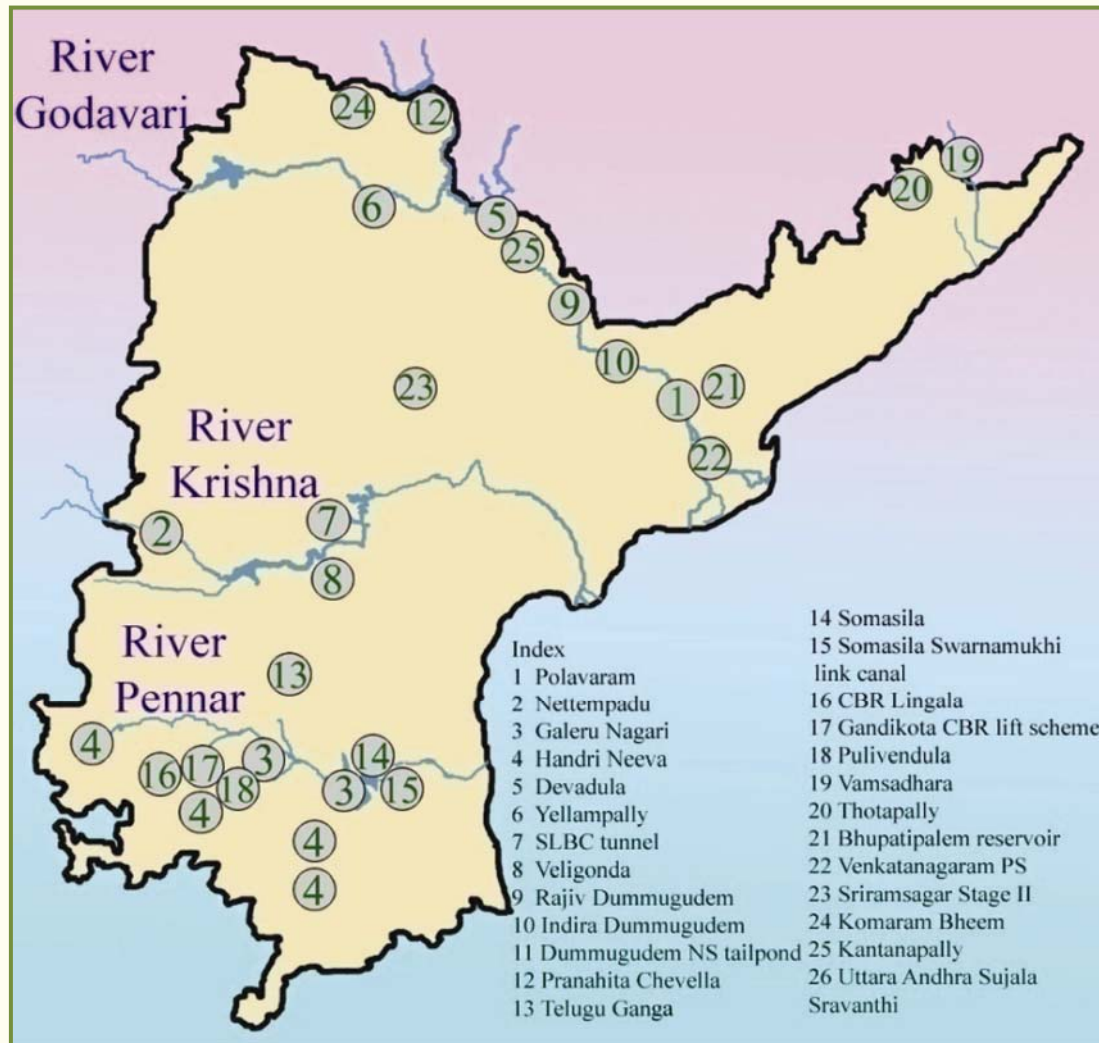 River
Godavari
24
12
19
20
6
5
25
9
10
23
1
21
22
River
Krishna
2
7
8
River
Pennar
13
4
16
17
3
18
4
3
14
15
4
4
Index
1 Polavaram
2 Nettempadu
3 Galeru Nagari
4 Handri Neeva
5 Devadula
6 Yellampally
7 SLBC tunnel
8 Veligonda
9 Rajiv Dummugudem
10 Indira Dummugudem
11 Dummugudem NS tailpond
12 Pranahita Chevella
13 Telugu Ganga
14 Somasila
15 Somasila Swarnamukhi
link canal
16 CBR Lingala
17 Gandikota CBR lift scheme
18 Pulivendula
19 Vamsadhara
20 Thotapally
21 Bhupatipalem reservoir
22 Venkatanagaram PS
23 Sriramsagar Stage II
24 Komaram Bheem
25 Kantanapally
26 Uttara Andhra Sujala
Sravanthi